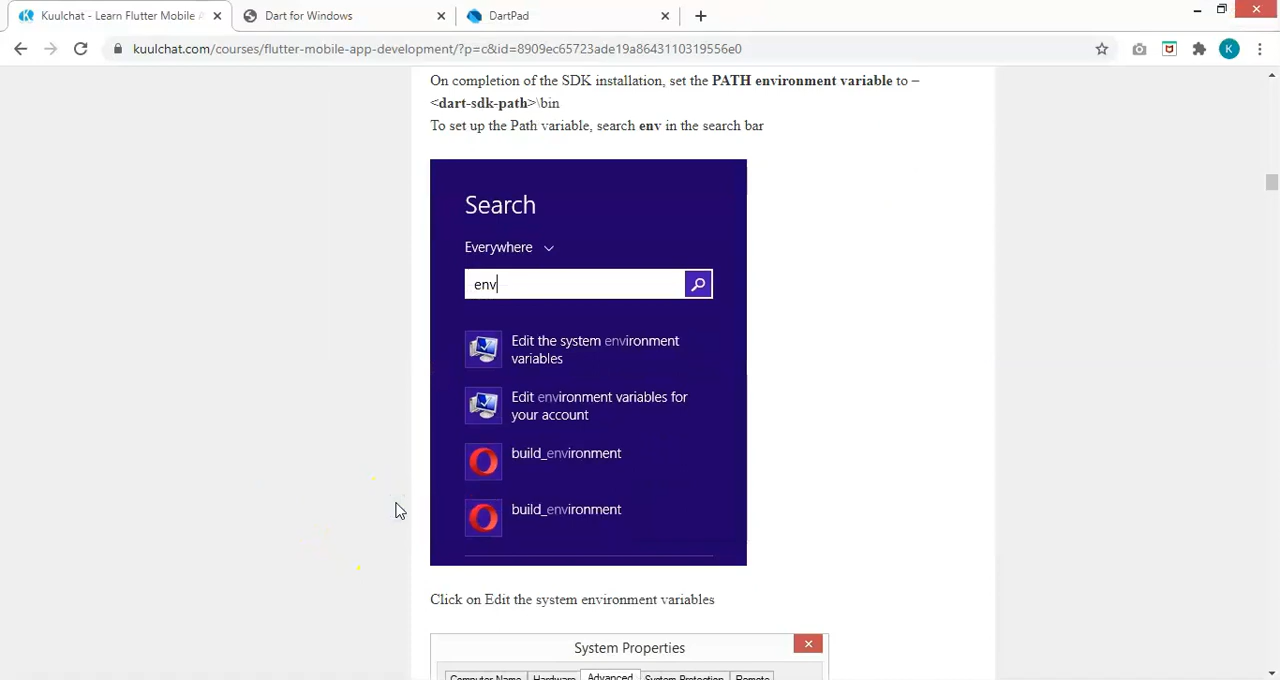 Kuulchat - Learn Flutter Mobile
Dart for Windows
DartPad
kuulchat.com/courses/flutter-mobile-app-development/?p=c&id=8909ec65723ade19a8643110319556e0
K
On completion of the SDK installation, set the PATH environment variable to –
<dart-sdk-path>\bin
To set up the Path variable, search env in the search bar
Search
Everywhere
env
Edit the system environment
variables
Edit environment variables for
your account
build_environment
build_environment
Click on Edit the system environment variables
System Properties
Computer Name Hardware Advanced System Protection Remote